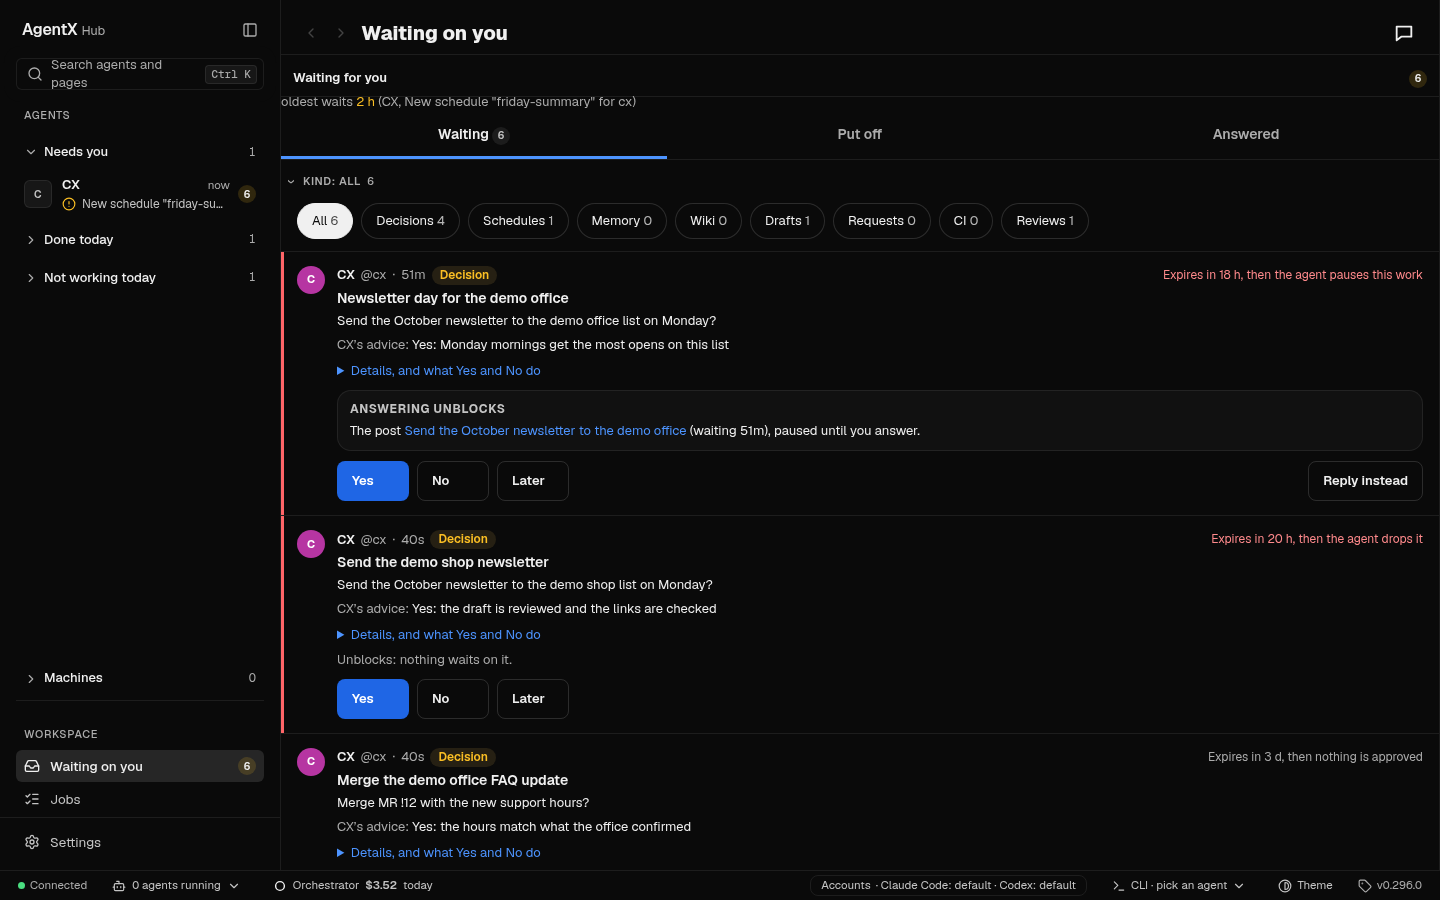 AgentX Hub
Search agents and pages
Ctrl K
AGENTS
Needs you 1
C
CX now
New schedule "friday-su... 6
Done today 1
Not working today 1
Machines 0
WORKSPACE
Waiting on you 6
Jobs
Settings
Waiting on you
Waiting for you 6
oldest waits 2 h (CX, New schedule "friday-summary" for cx)
Waiting 6
Put off
Answered
KIND: ALL 6
All 6
Decisions 4
Schedules 1
Memory 0
Wiki 0
Drafts 1
Requests 0
CI 0
Reviews 1
C
CX @cx · 51m Decision
Expires in 18 h, then the agent pauses this work
Newsletter day for the demo office
Send the October newsletter to the demo office list on Monday?
CX's advice: Yes: Monday mornings get the most opens on this list
Details, and what Yes and No do
ANSWERING UNBLOCKS
The post Send the October newsletter to the demo office (waiting 51m), paused until you answer.
Yes
No
Later
Reply instead
C
CX @cx · 40s Decision
Expires in 20 h, then the agent drops it
Send the demo shop newsletter
Send the October newsletter to the demo shop list on Monday?
CX's advice: Yes: the draft is reviewed and the links are checked
Details, and what Yes and No do
Unblocks: nothing waits on it.
Yes
No
Later
C
CX @cx · 40s Decision
Expires in 3 d, then nothing is approved
Merge the demo office FAQ update
Merge MR !12 with the new support hours?
CX's advice: Yes: the hours match what the office confirmed
Details, and what Yes and No do
Connected
0 agents running
Orchestrator $3.52 today
Accounts · Claude Code: default · Codex: default
CLI · pick an agent
Theme
v0.296.0